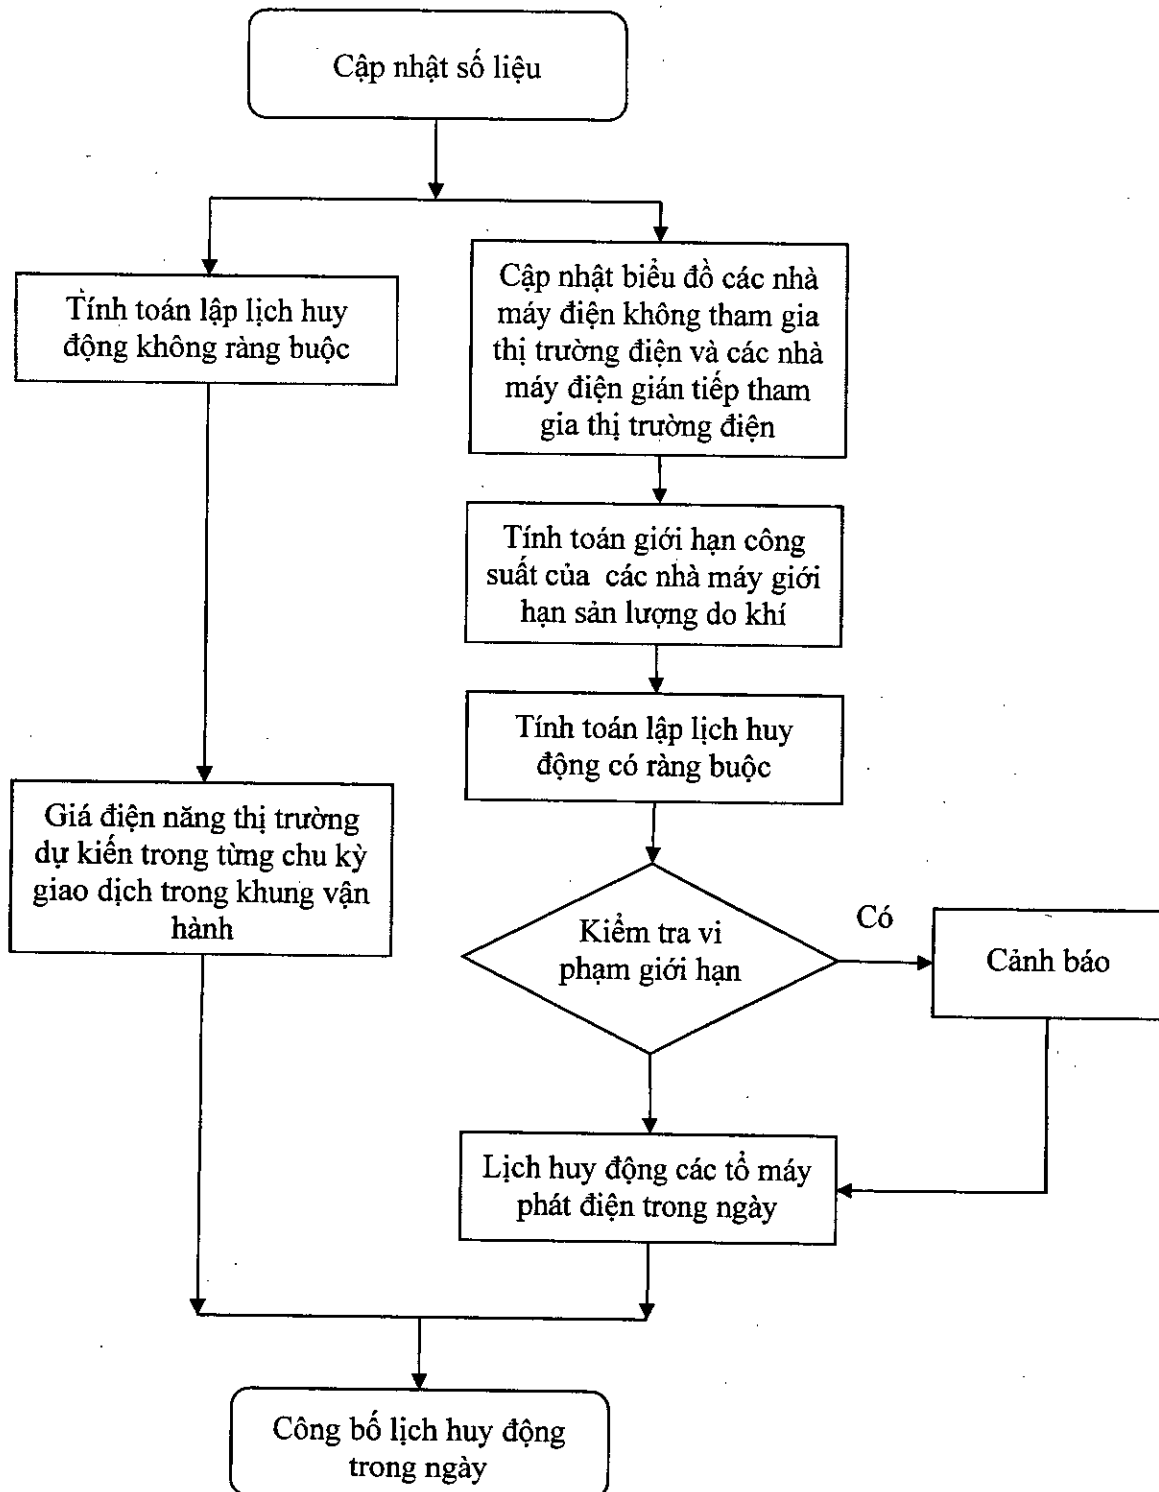 Cập nhật số liệu
Tính toán lập lịch huy
động không ràng buộc
Cập nhật biểu đồ các nhà
máy điện không tham gia
thị trường điện và các nhà
máy điện gián tiếp tham
gia thị trường điện
Tính toán giới hạn công
suất của các nhà máy giới
hạn sản lượng do khí
Tính toán lập lịch huy
động có ràng buộc
Giá điện năng thị trường
dự kiến trong từng chu kỳ
giao dịch trong khung vận
hành
Kiểm tra vi
phạm giới hạn
Có
Cảnh báo
Lịch huy động các tổ máy
phát điện trong ngày
Công bố lịch huy động
trong ngày